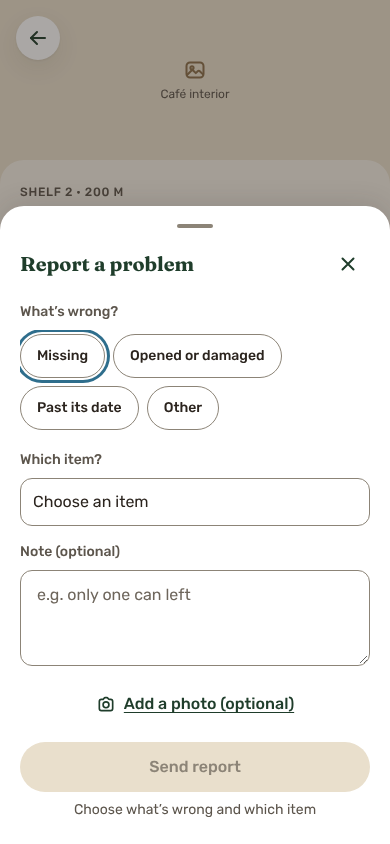 Café interior
SHELF 2 • 200 M
Report a problem
What's wrong?
Missing
Opened or damaged
Past its date
Other
Which item?
Choose an item
Note (optional)
e.g. only one can left
Add a photo (optional)
Send report
Choose what's wrong and which item